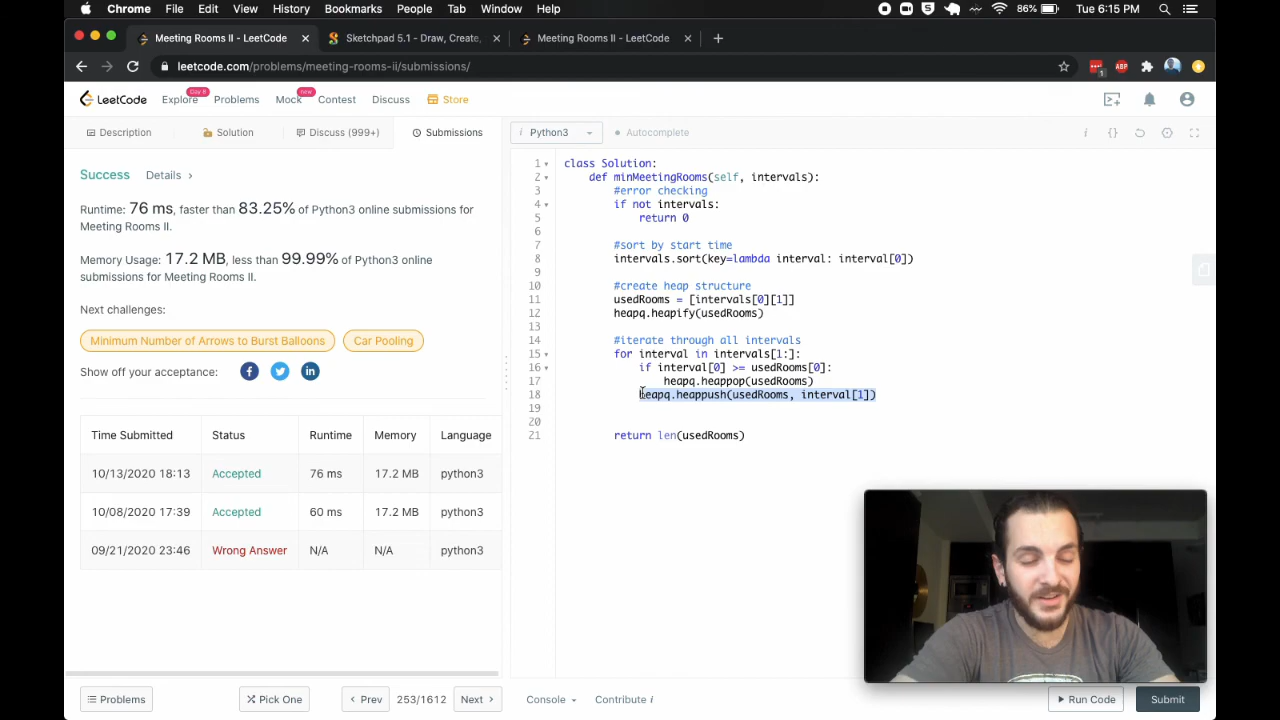 Chrome File Edit View History Bookmarks People Tab Window Help 86% Tue 6:15 PM
Meeting Rooms II - LeetCode Sketchpad 5.1 - Draw, Create, Meeting Rooms II - LeetCode
leetcode.com/problems/meeting-rooms-ii/submissions/ ABP 1
LeetCode Explore Day 8 Problems Mock new Contest Discuss Store
Description Solution Discuss (999+) Submissions i Python3 Autocomplete i {}
Success Details
Runtime: 76 ms, faster than 83.25% of Python3 online submissions for
Meeting Rooms II.
Memory Usage: 17.2 MB, less than 99.99% of Python3 online
submissions for Meeting Rooms II.
Next challenges:
Minimum Number of Arrows to Burst Balloons Car Pooling
Show off your acceptance:
Time Submitted Status Runtime Memory Language
10/13/2020 18:13 Accepted 76 ms 17.2 MB python3
10/08/2020 17:39 Accepted 60 ms 17.2 MB python3
09/21/2020 23:46 Wrong Answer N/A N/A python3
1 class Solution:
2 def minMeetingRooms(self, intervals):
3 #error checking
4 if not intervals:
5 return 0
6
7 #sort by start time
8 intervals.sort(key=lambda interval: interval[0])
9
10 #create heap structure
11 usedRooms = [intervals[0][1]]
12 heapq.heapify(usedRooms)
13
14 #iterate through all intervals
15 for interval in intervals[1:]:
16 if interval[0] >= usedRooms[0]:
17 heapq.heappop(usedRooms)
18 heapq.heappush(usedRooms, interval[1])
19
20
21 return len(usedRooms)
Problems Pick One Prev 253/1612 Next Console Contribute i Run Code Submit